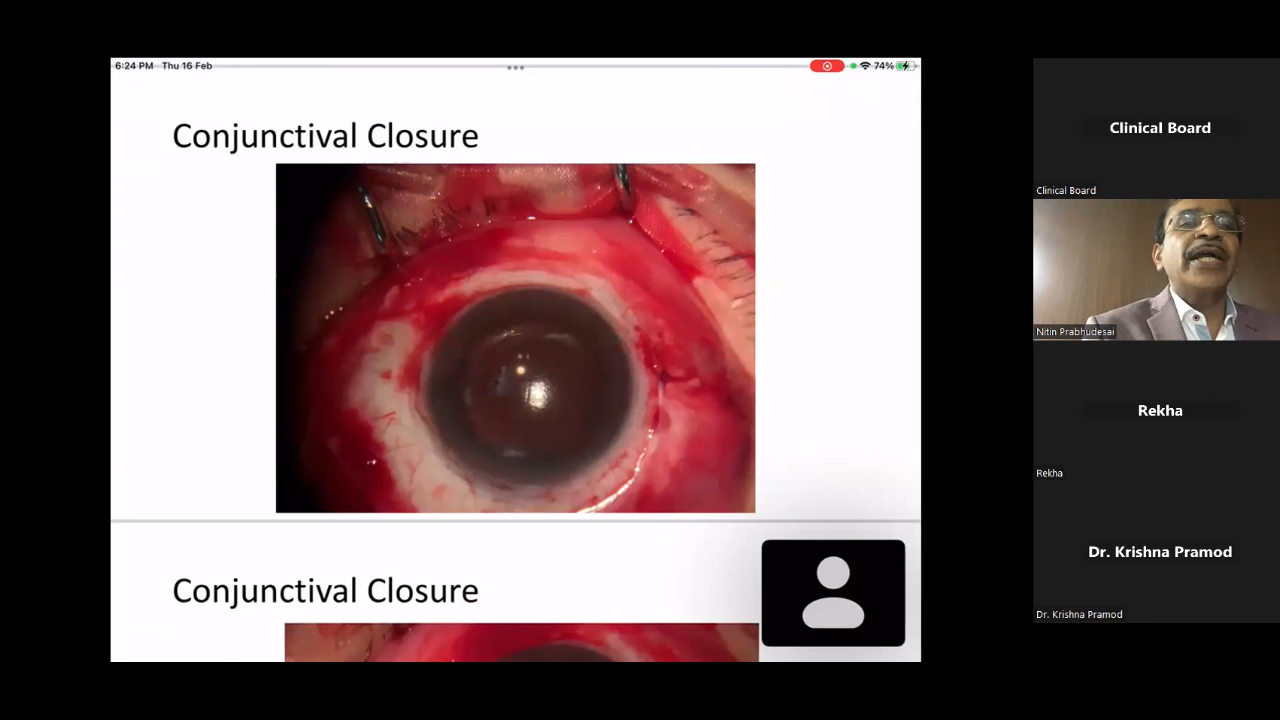 6:24 PM Thu 16 Feb
74%
Conjunctival Closure
Conjunctival Closure
Clinical Board
Clinical Board
Nitin Prabhudesai
Rekha
Rekha
Dr. Krishna Pramod
Dr. Krishna Pramod